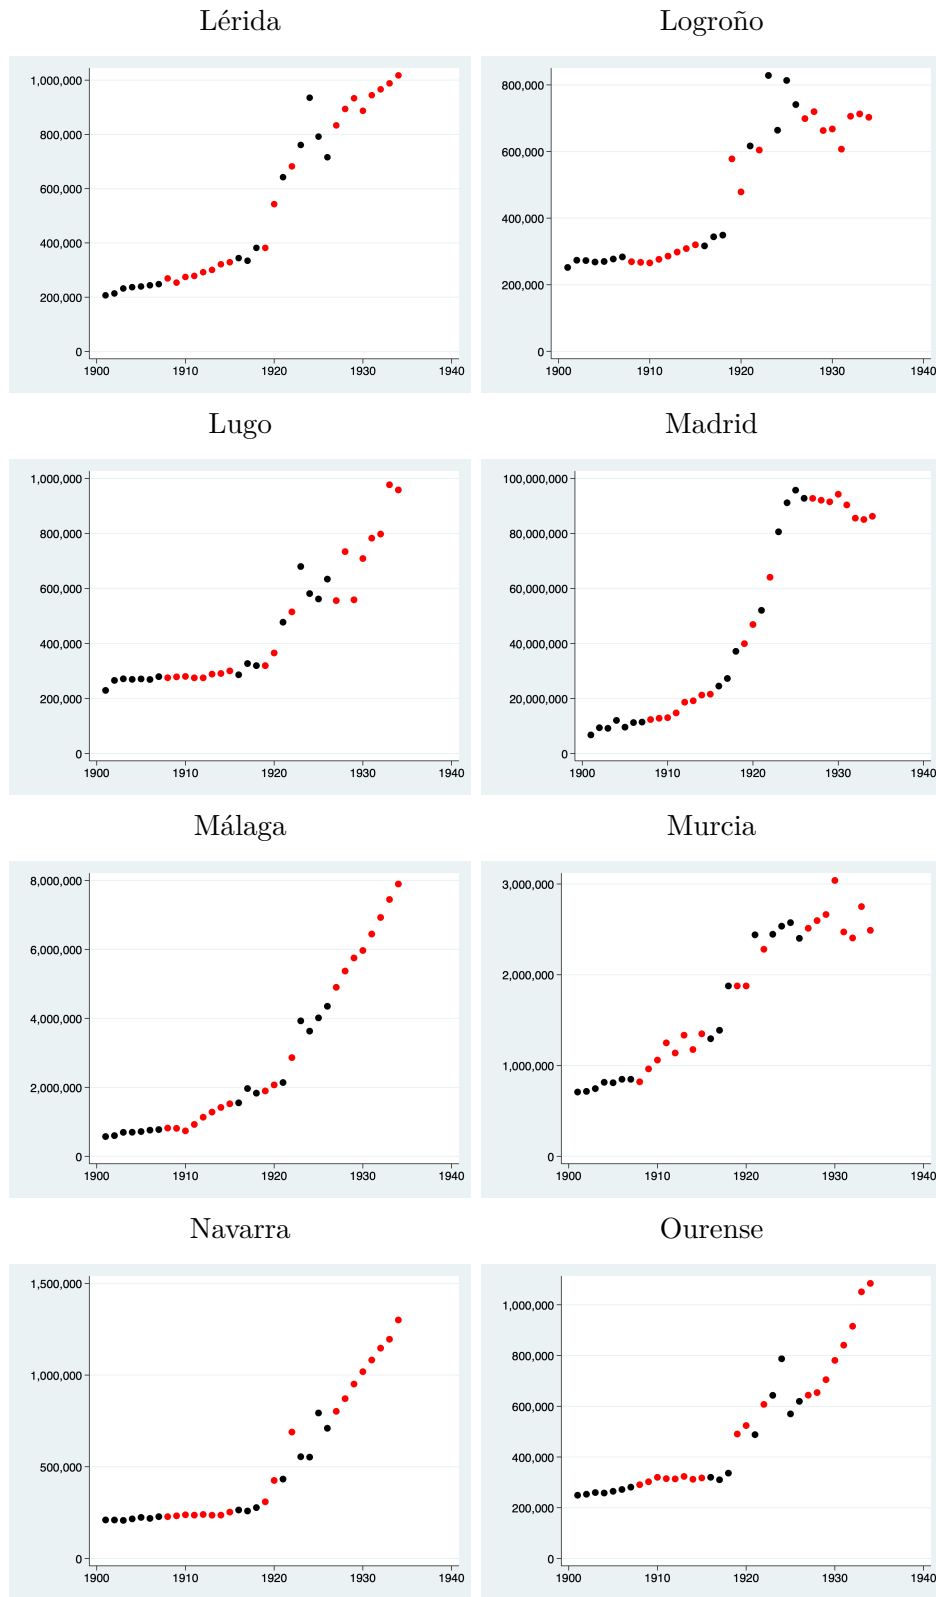 Lérida
Logroño
1,000,000
800,000
600,000
400,000
200,000
0
1900 1910 1920 1930 1940
800,000
600,000
400,000
200,000
0
1900 1910 1920 1930 1940
Lugo
Madrid
1,000,000
800,000
600,000
400,000
200,000
0
1900 1910 1920 1930 1940
100,000,000
80,000,000
60,000,000
40,000,000
20,000,000
0
1900 1910 1920 1930 1940
Málaga
Murcia
8,000,000
6,000,000
4,000,000
2,000,000
0
1900 1910 1920 1930 1940
3,000,000
2,000,000
1,000,000
0
1900 1910 1920 1930 1940
Navarra
Ourense
1,500,000
1,000,000
500,000
0
1900 1910 1920 1930 1940
1,000,000
800,000
600,000
400,000
200,000
0
1900 1910 1920 1930 1940